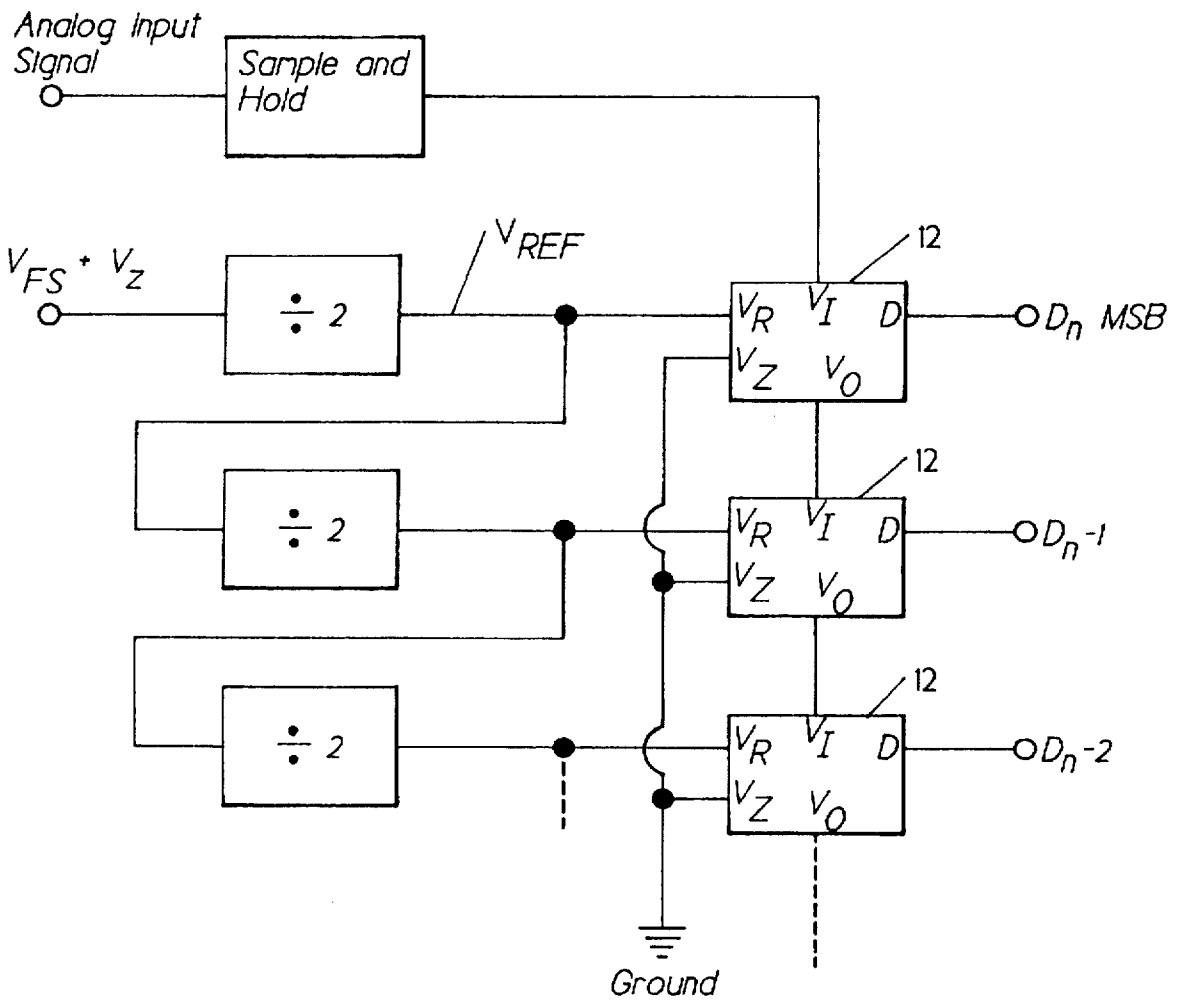 Analog Input
Signal
Sample and
Hold
V_FS + V_Z
÷ 2
V_REF
12
V_R V_I D
V_Z V_O
D_n MSB
÷ 2
12
V_R V_I D
V_Z V_O
D_n-1
÷ 2
12
V_R V_I D
V_Z V_O
D_n-2
Ground